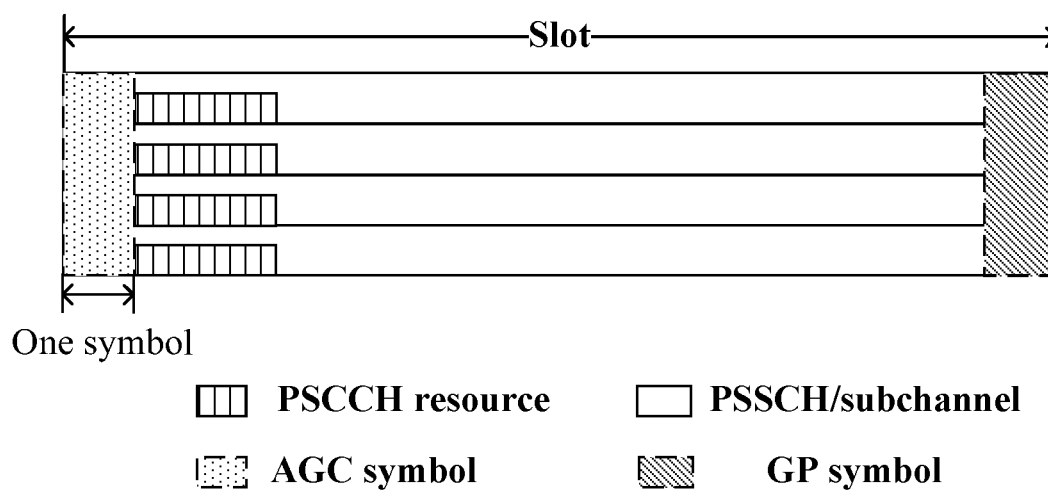 Slot
One symbol
PSCCH resource PSSCH/subchannel
AGC symbol GP symbol